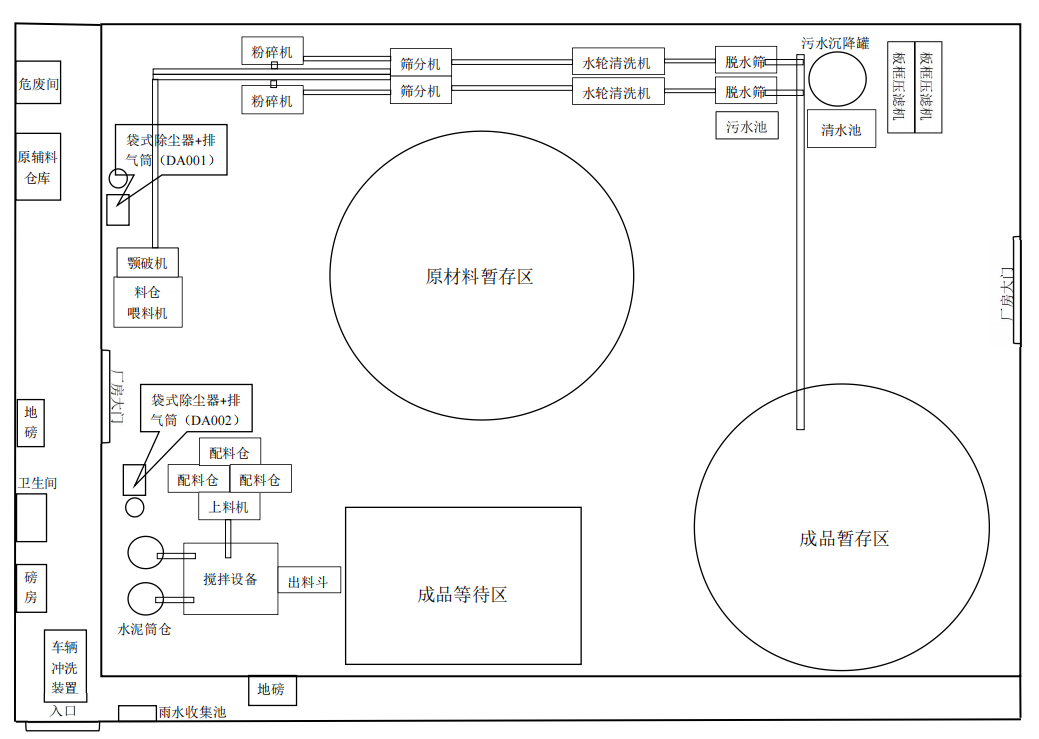 污水沉降罐
粉碎机
筛分机
水轮清洗机
脱水筛
板框压滤机
板框压滤机
危废间
粉碎机
筛分机
水轮清洗机
脱水筛
污水池
清水池
袋式除尘器+排
气筒（DA001）
原辅料
仓库
颚破机
料仓
喂料机
原材料暂存区
厂房大门
厂房大门
袋式除尘器+排
气筒（DA002）
地
磅
配料仓
配料仓
配料仓
上料机
卫生间
搅拌设备
出料斗
成品等待区
成品暂存区
磅
房
水泥筒仓
车辆
冲洗
装置
地磅
入口
雨水收集池